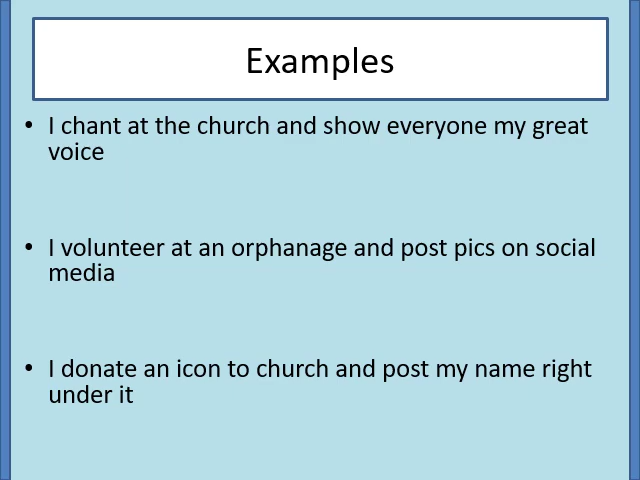 Examples
• I chant at the church and show everyone my great
voice
• I volunteer at an orphanage and post pics on social
media
• I donate an icon to church and post my name right
under it